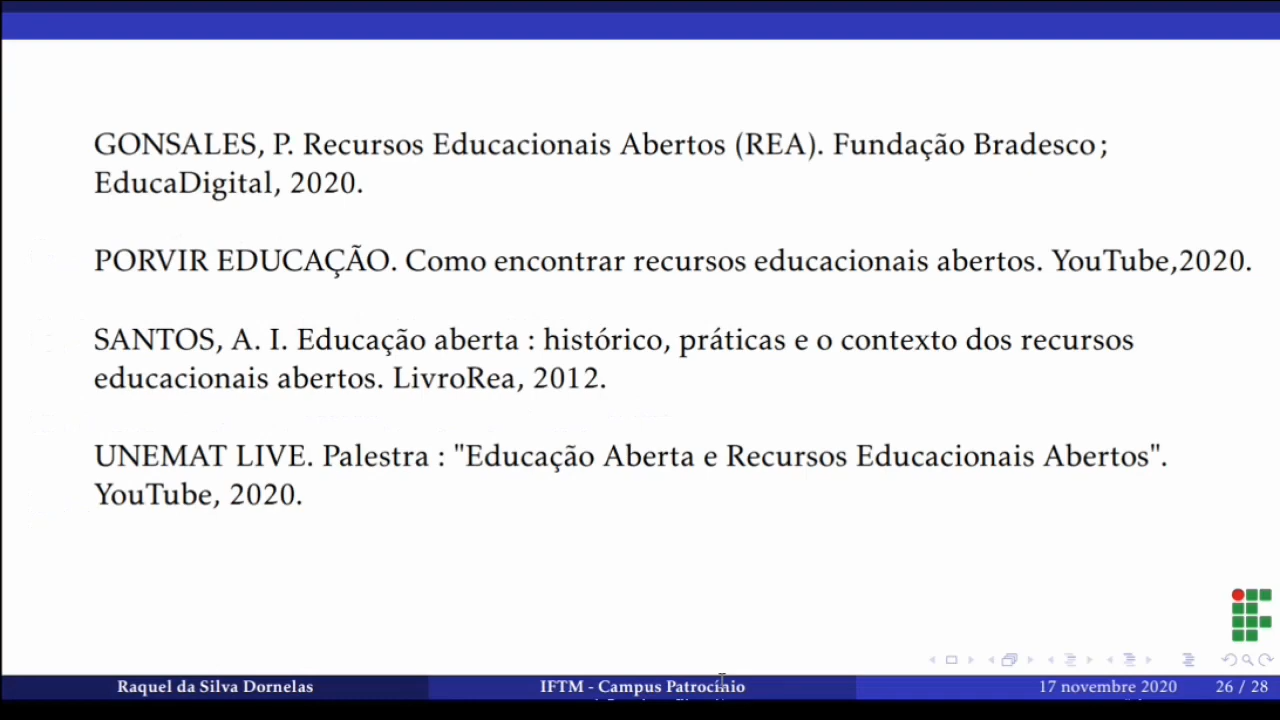 GONSALES, P. Recursos Educacionais Abertos (REA). Fundação Bradesco ;
EducaDigital, 2020.
PORVIR EDUCAÇÃO. Como encontrar recursos educacionais abertos. YouTube,2020.
SANTOS, A. I. Educação aberta : histórico, práticas e o contexto dos recursos
educacionais abertos. LivroRea, 2012.
UNEMAT LIVE. Palestra : "Educação Aberta e Recursos Educacionais Abertos".
YouTube, 2020.
Raquel da Silva Dornelas IFTM - Campus Patrocínio 17 novembre 2020 26 / 28